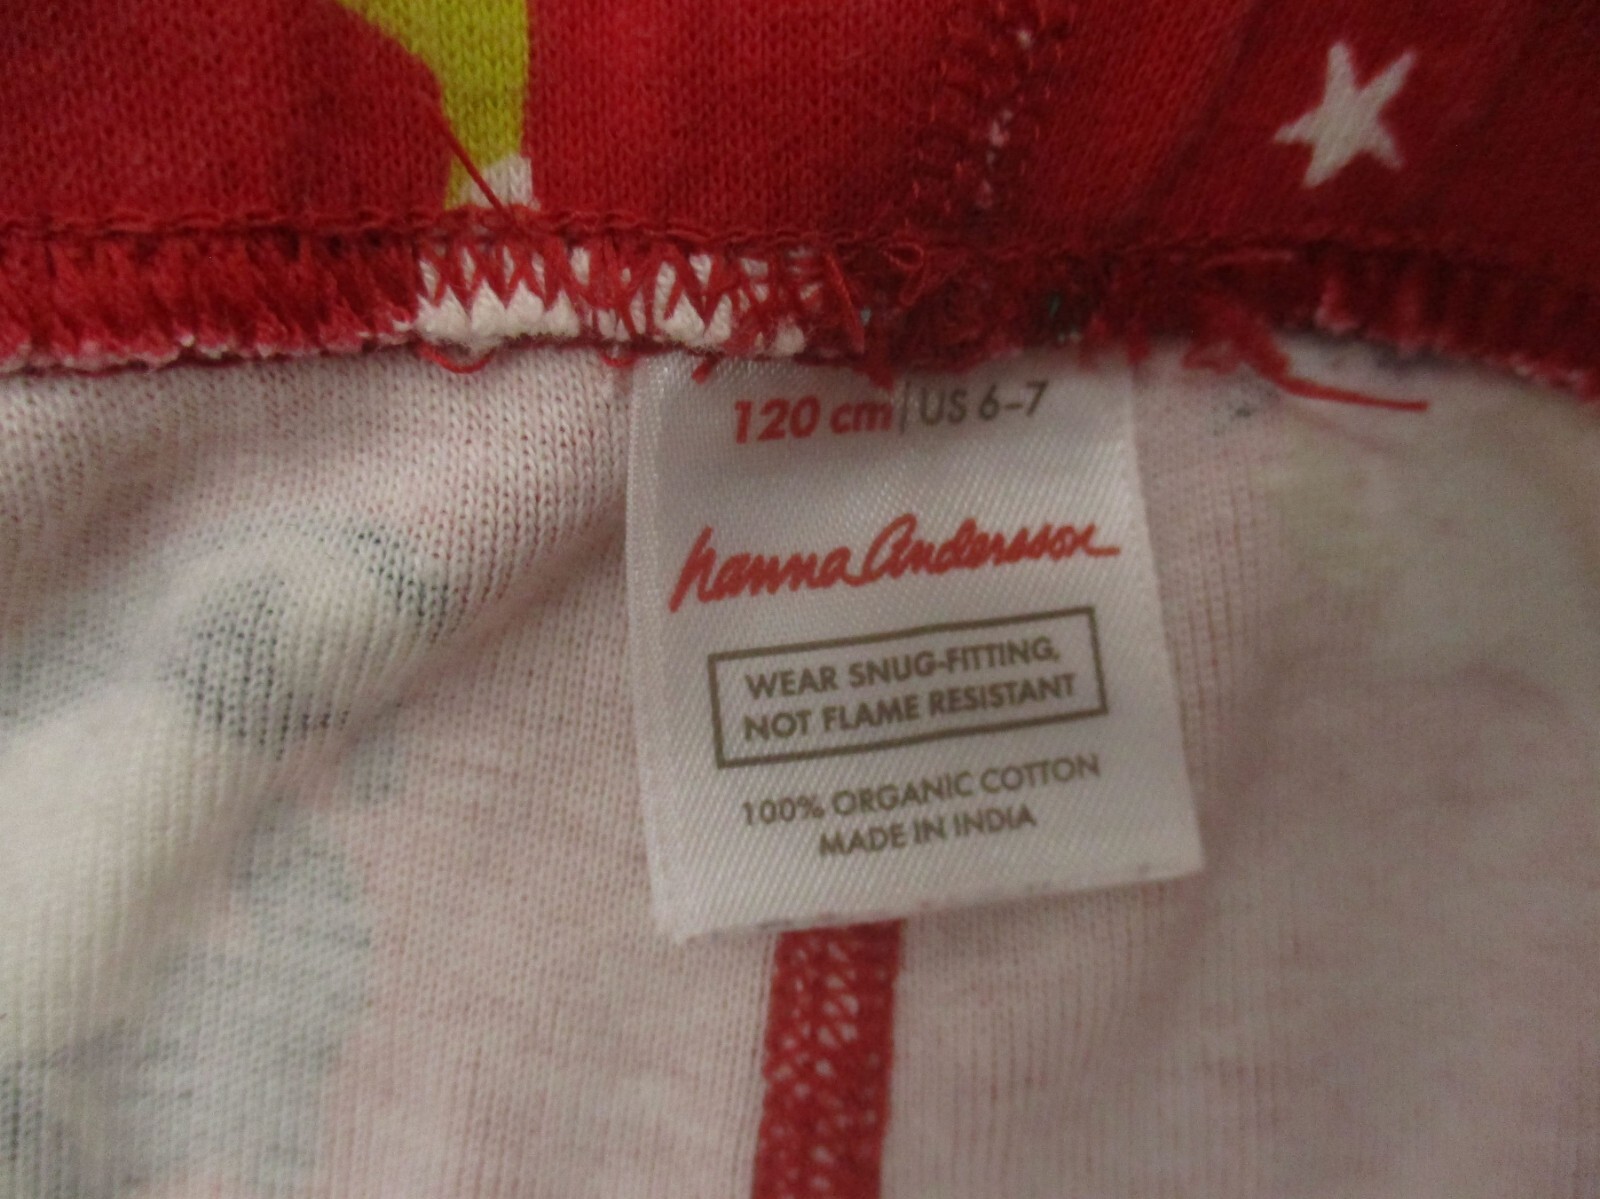 120 cm | US 6-7
hanna Andersson
WEAR SNUG-FITTING,
NOT FLAME RESISTANT
100% ORGANIC COTTON
MADE IN INDIA